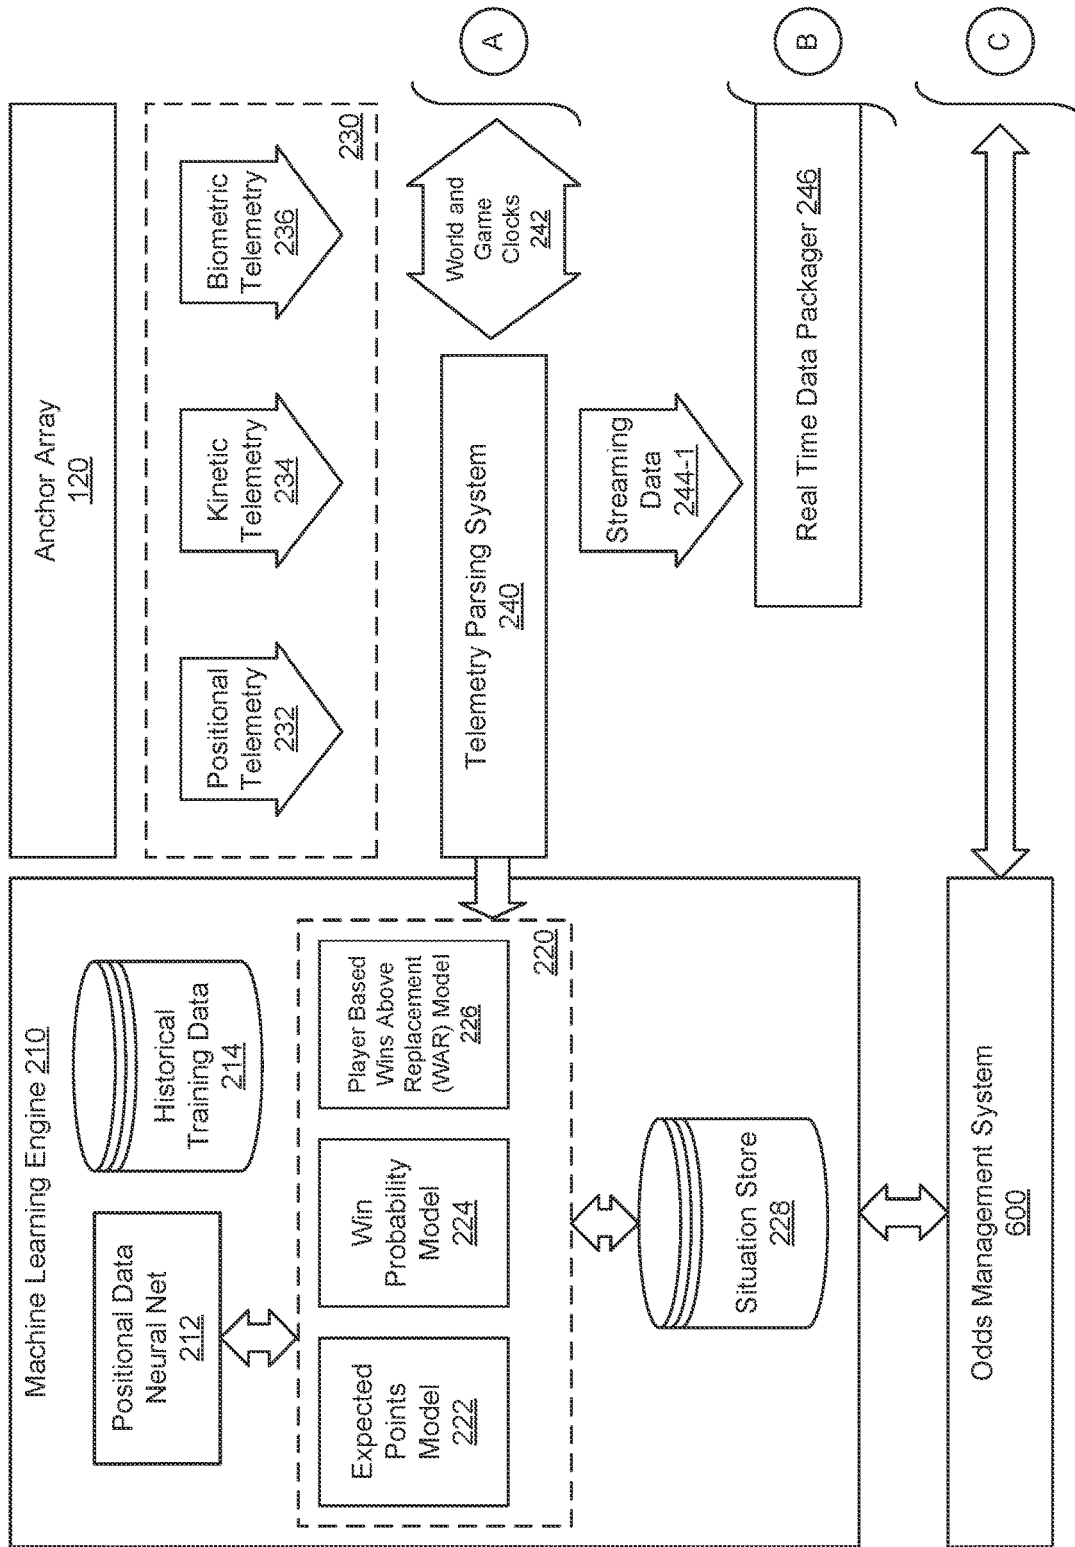 Machine Learning Engine 210
Positional Data
Neural Net
212
Historical
Training Data
214
Expected
Points
Model
222
Win
Probability
Model
224
Player Based
Wins Above
Replacement
(WAR) Model
226
220
Situation Store
228
Odds Management System
600
Anchor Array
120
Positional
Telemetry
232
Kinetic
Telemetry
234
Biometric
Telemetry
236
230
Telemetry Parsing System
240
World and
Game
Clocks
242
A
Streaming
Data
244-1
Real Time Data Packager 246
B
C